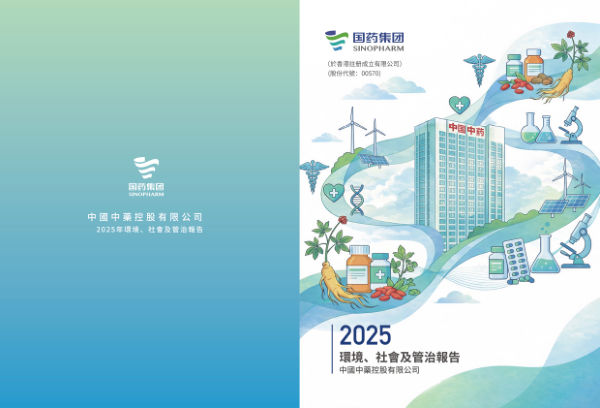 国药集团
SINOPHARM
中國中藥控股有限公司
2025年環境、社會及管治報告
国药集团
SINOPHARM
(於香港註册成立有限公司)
(股份代號：00570)
中國中药
2025
環境、社會及管治報告
中國中藥控股有限公司